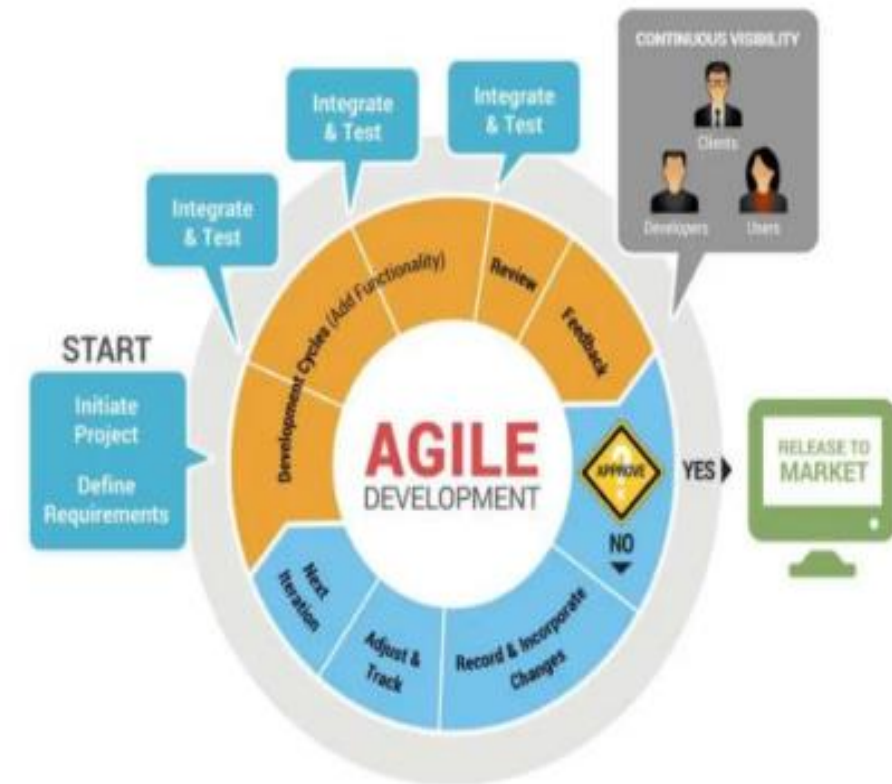 CONTINUOUS VISIBILITY
Clients
Developers
Users
Integrate
& Test
Integrate
& Test
Integrate
& Test
START
Initiate
Project
Define
Requirements
Development Cycles (Add Functionality)
Review
Feedback
AGILE
DEVELOPMENT
APPROVE
?
YES
NO
RELEASE TO
MARKET
Record & Incorporate
Changes
Adjust &
Track
Next
Iteration